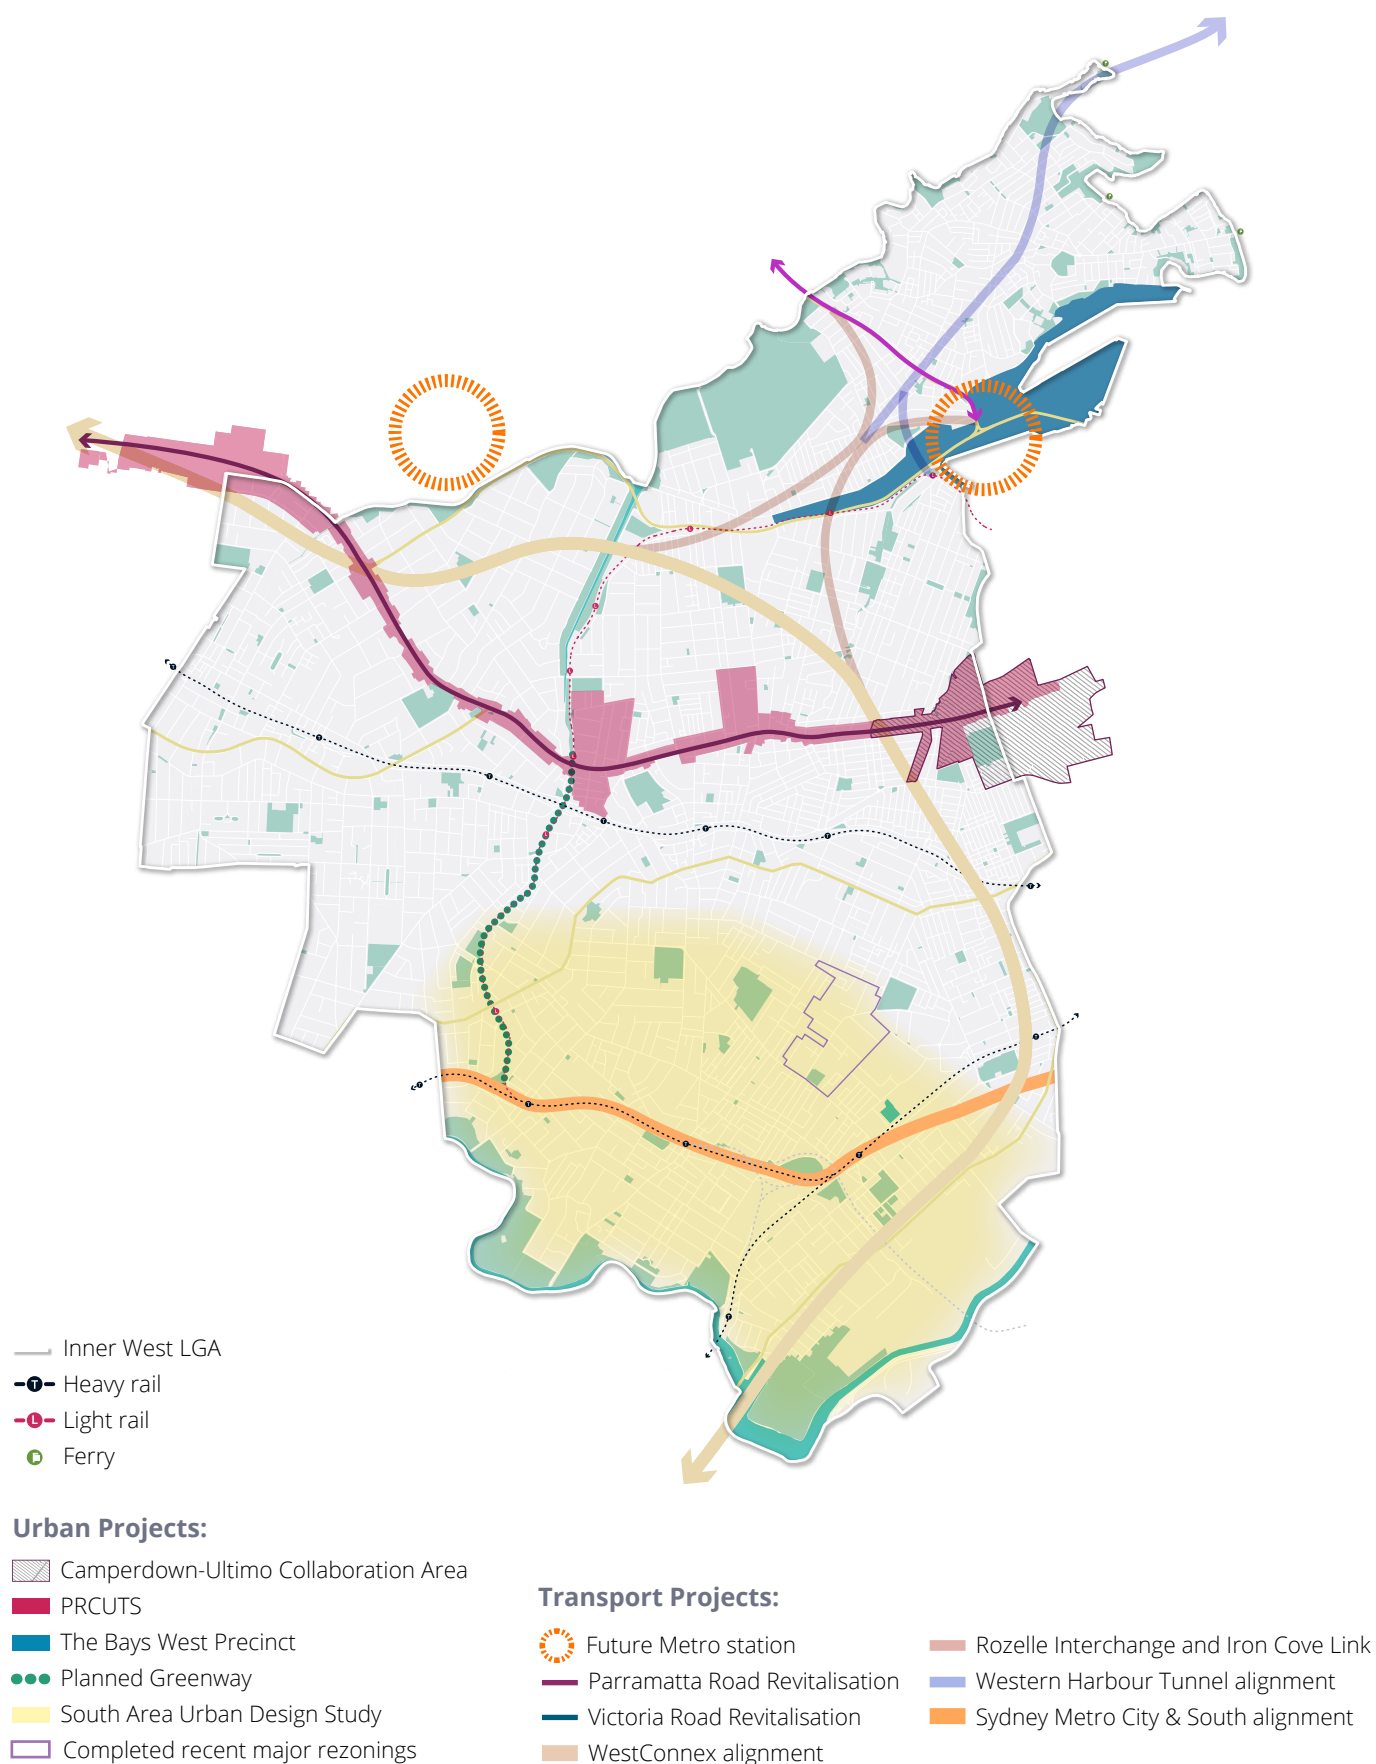 Inner West LGA
T Heavy rail
L Light rail
Ferry
Urban Projects:
Camperdown-Ultimo Collaboration Area
PRCUTS
The Bays West Precinct
Planned Greenway
South Area Urban Design Study
Completed recent major rezonings
Transport Projects:
Future Metro station
Parramatta Road Revitalisation
Victoria Road Revitalisation
WestConnex alignment
Rozelle Interchange and Iron Cove Link
Western Harbour Tunnel alignment
Sydney Metro City & South alignment